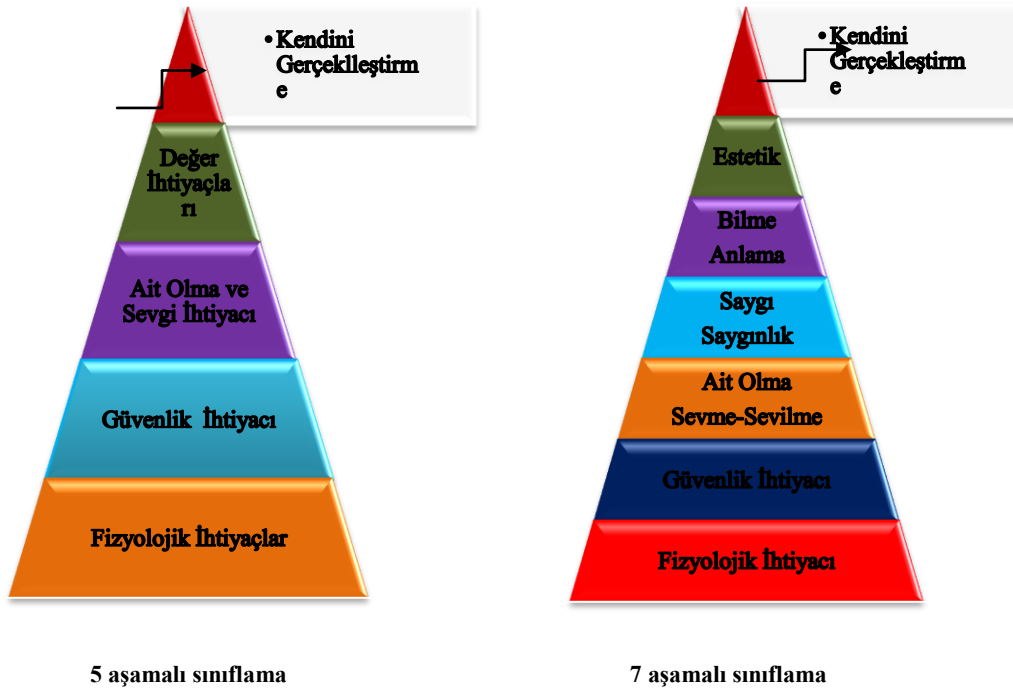 • Kendini
Gerçeklleştirm
e
Değer
İhtiyaçla
rı
Ait Olma ve
Sevgi İhtiyacı
Güvenlik İhtiyacı
Fizyolojik İhtiyaçlar
5 aşamalı sınıflama
• Kendini
Gerçekleştirm
e
Estetik
Bilme
Anlama
Saygı
Saygınlık
Ait Olma
Sevme-Sevilme
Güvenlik İhtiyacı
Fizyolojik İhtiyacı
7 aşamalı sınıflama